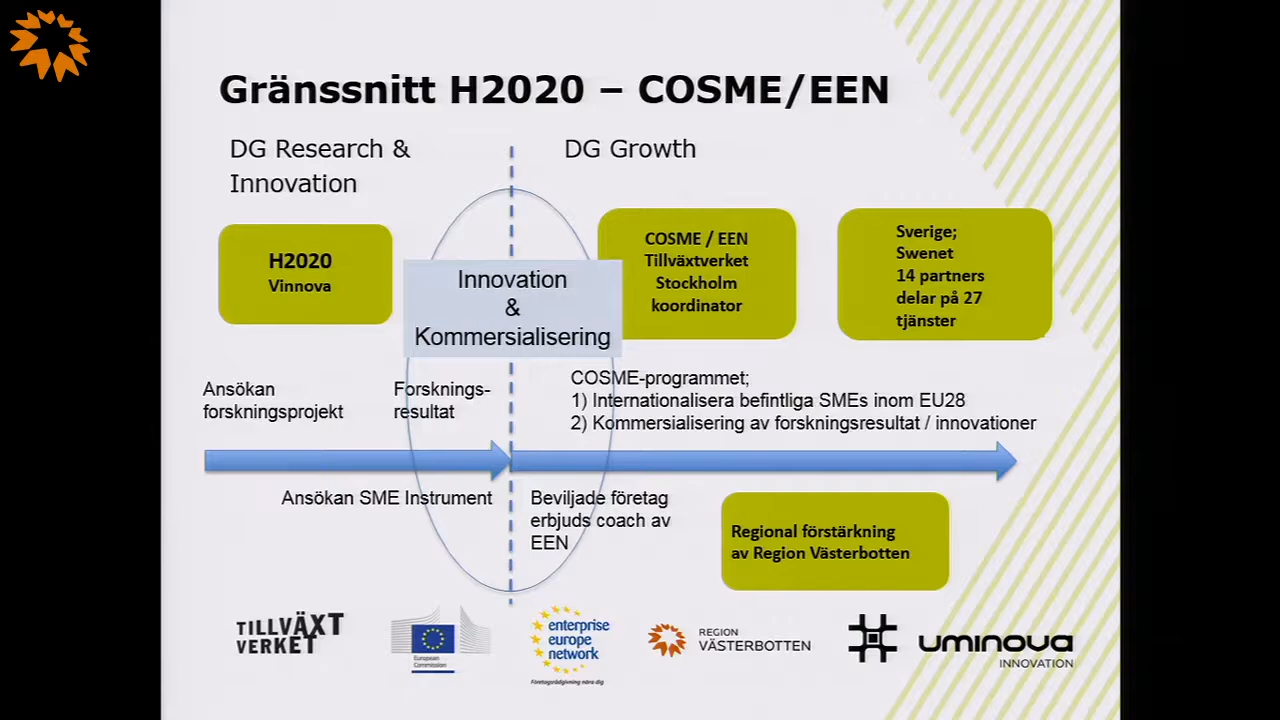 Gränssnitt H2020 – COSME/EEN
DG Research &
Innovation
DG Growth
H2020
Vinnova
Innovation
&
Kommersialisering
COSME / EEN
Tillväxtverket
Stockholm
koordinator
Sverige;
Swenet
14 partners
delar på 27
tjänster
Ansökan
forskningsprojekt
Forsknings-
resultat
COSME-programmet;
1) Internationalisera befintliga SMEs inom EU28
2) Kommersialisering av forskningsresultat / innovationer
Ansökan SME Instrument
Beviljade företag
erbjuds coach av
EEN
Regional förstärkning
av Region Västerbotten
TILLVÄXT
VERKET
European
Commission
enterprise
europe
network
Företagsrådgivning nära dig
REGION
VÄSTERBOTTEN
uminova
INNOVATION